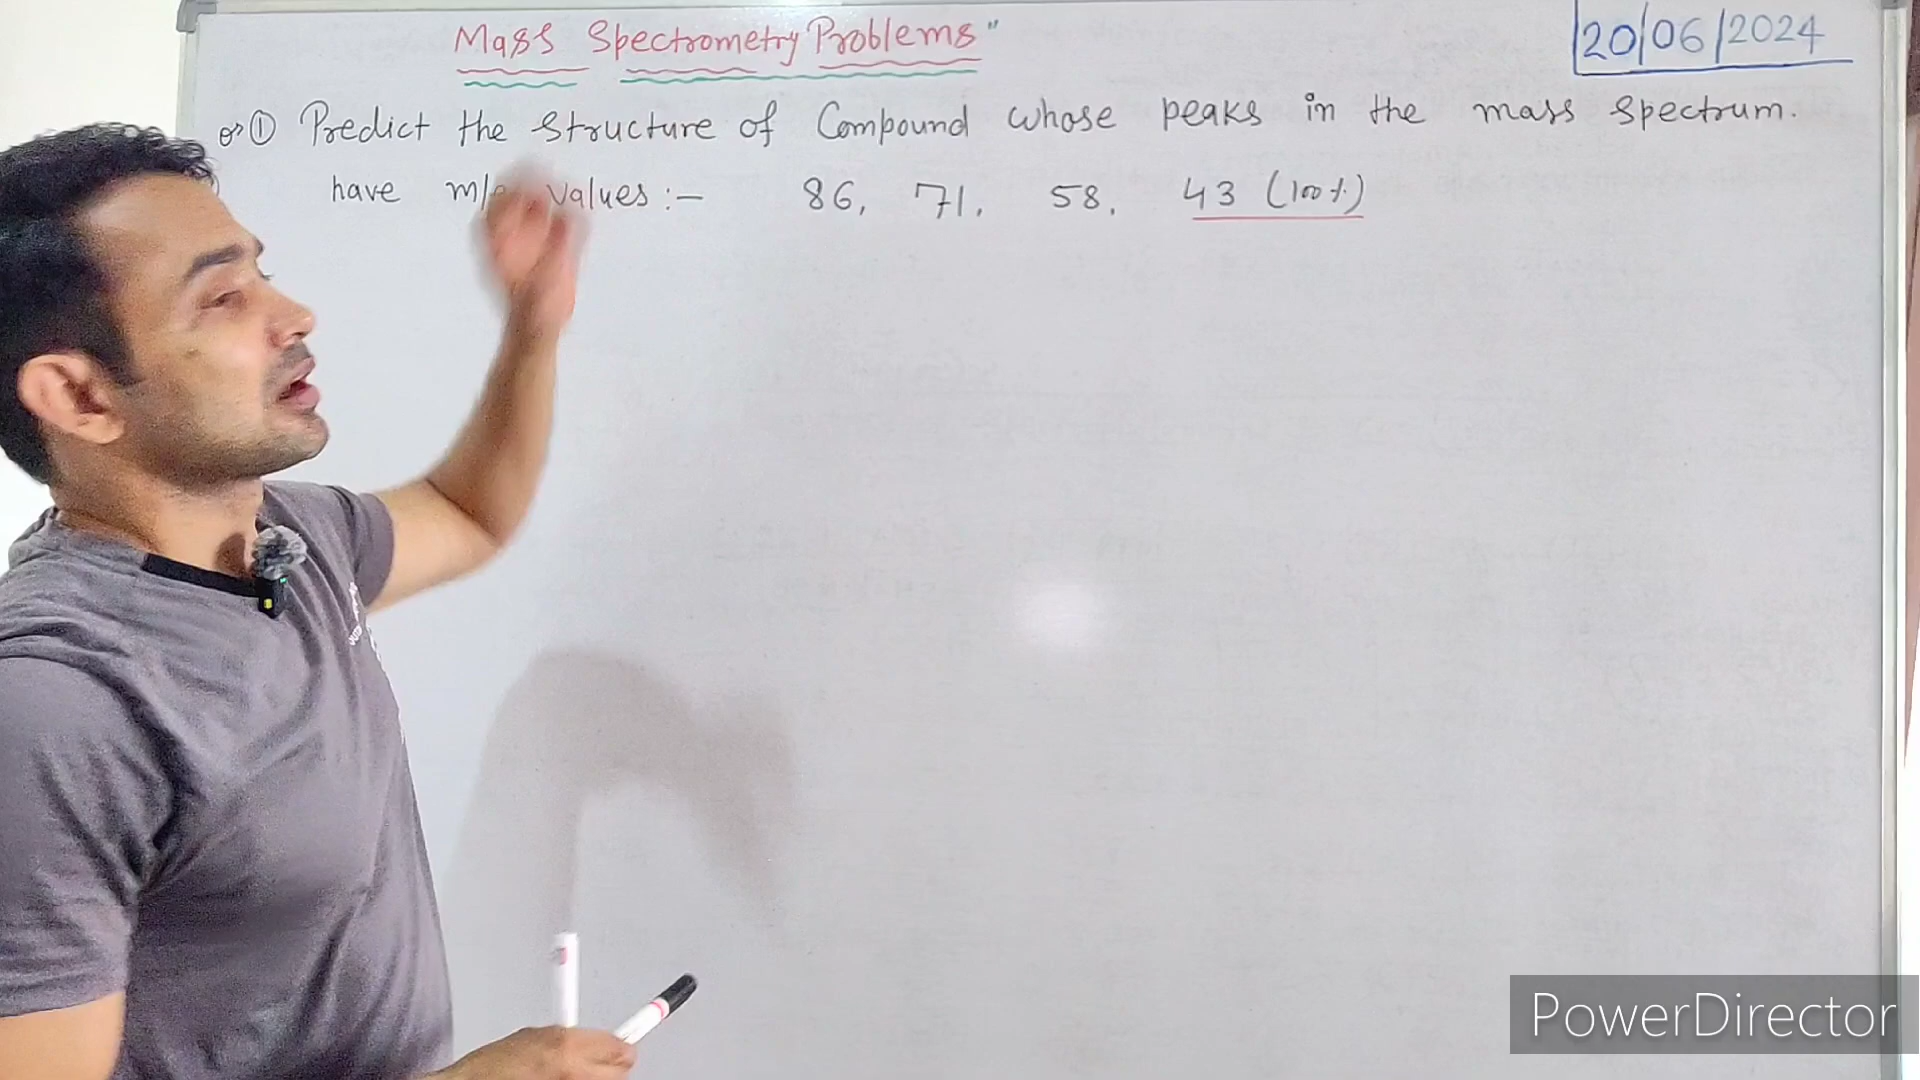 Mass Spectrometry Problems"
20/06/2024
① Predict the structure of Compound whose peaks in the mass spectrum.
have m/e values :- 86, 71, 58, 43 (100%)
PowerDirector